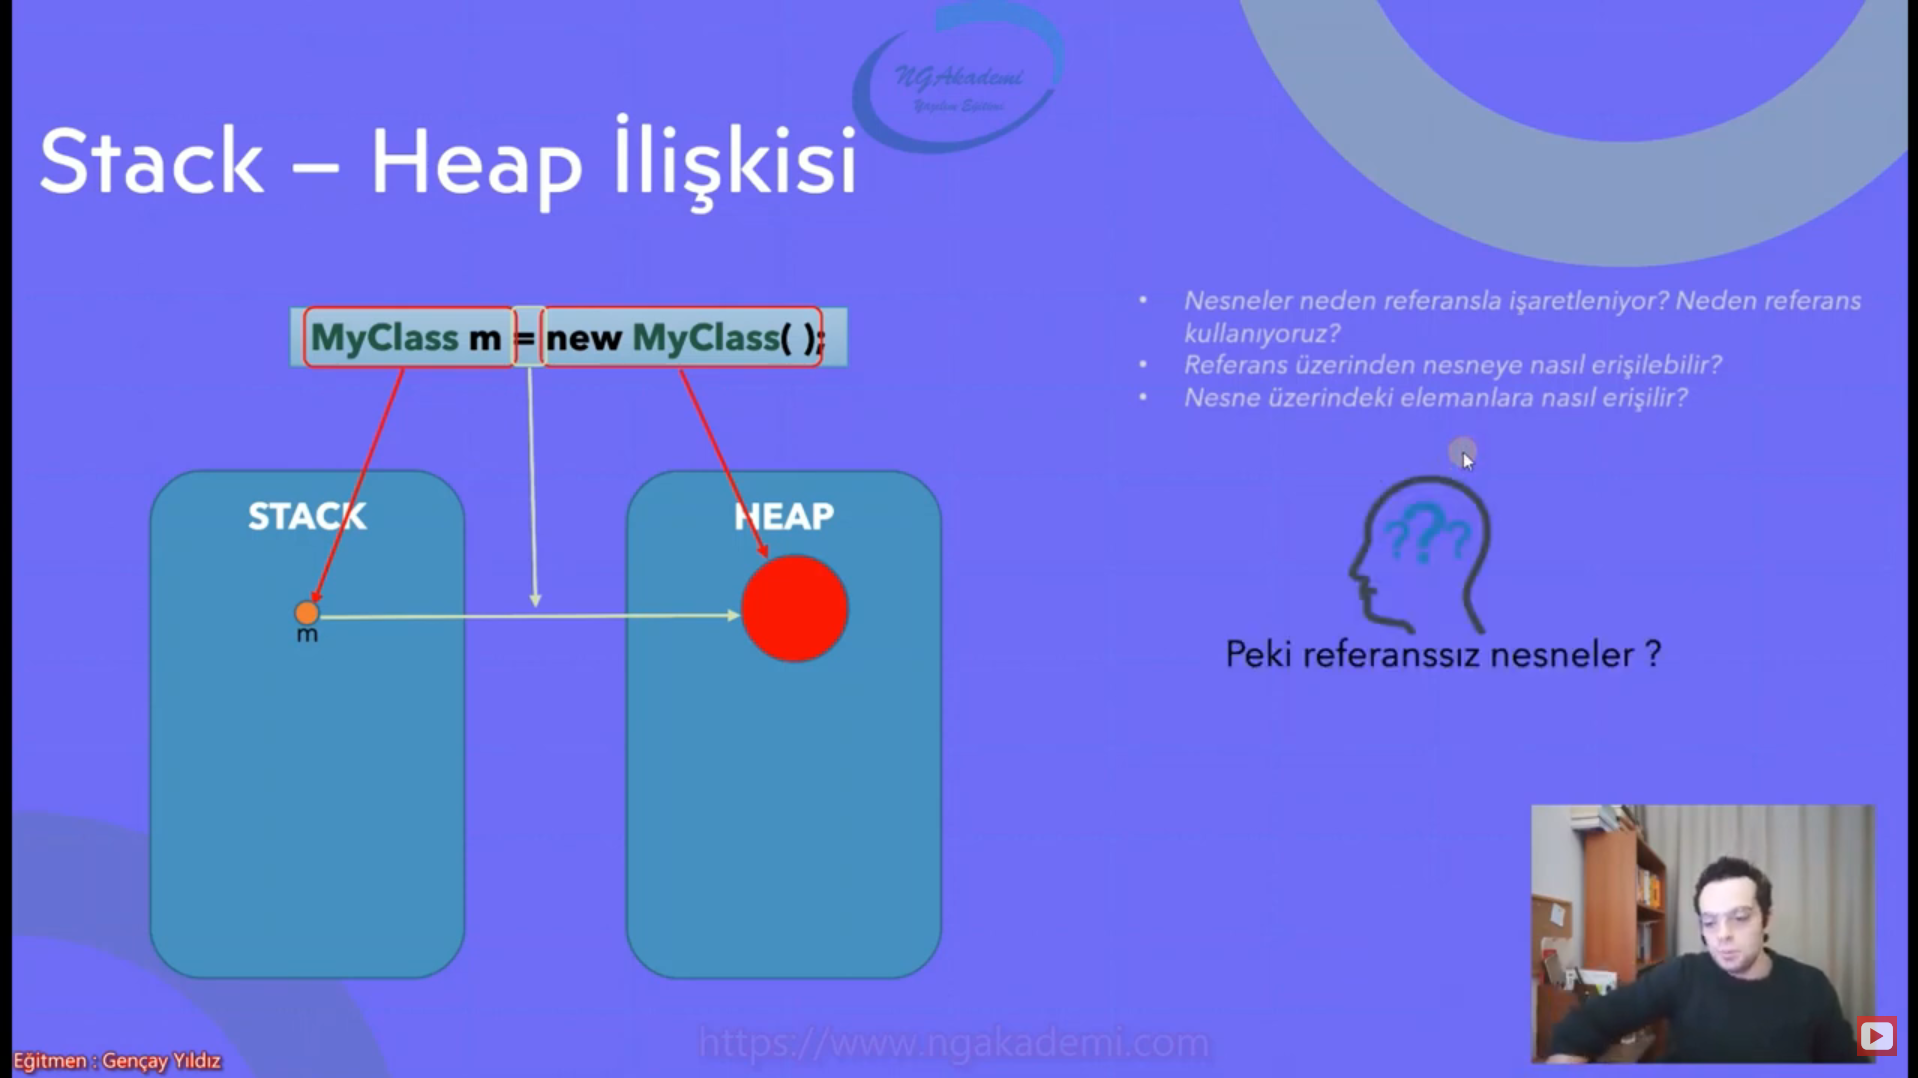 NGAkademi
Yazılım Eğitimi
Stack – Heap İlişkisi
MyClass m = new MyClass( );
• Nesneler neden referansla işaretleniyor? Neden referans
kullanıyoruz?
• Referans üzerinden nesneye nasıl erişilebilir?
• Nesne üzerindeki elemanlara nasıl erişilir?
STACK
HEAP
m
???
Peki referanssız nesneler ?
https://www.ngakademi.com
Eğitmen : Gençay Yıldız